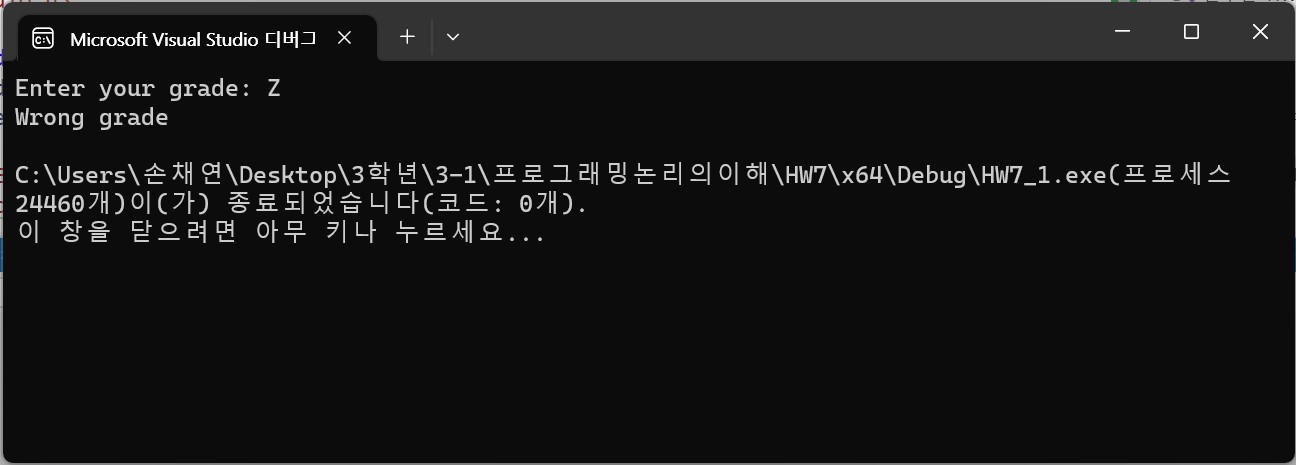 Microsoft Visual Studio 디버그
Enter your grade: Z
Wrong grade
C:\Users\손채연\Desktop\3학년\3-1\프로그래밍논리의이해\HW7\x64\Debug\HW7_1.exe(프로세스
24460개)이(가) 종료되었습니다(코드: 0개).
이 창을 닫으려면 아무 키나 누르세요...